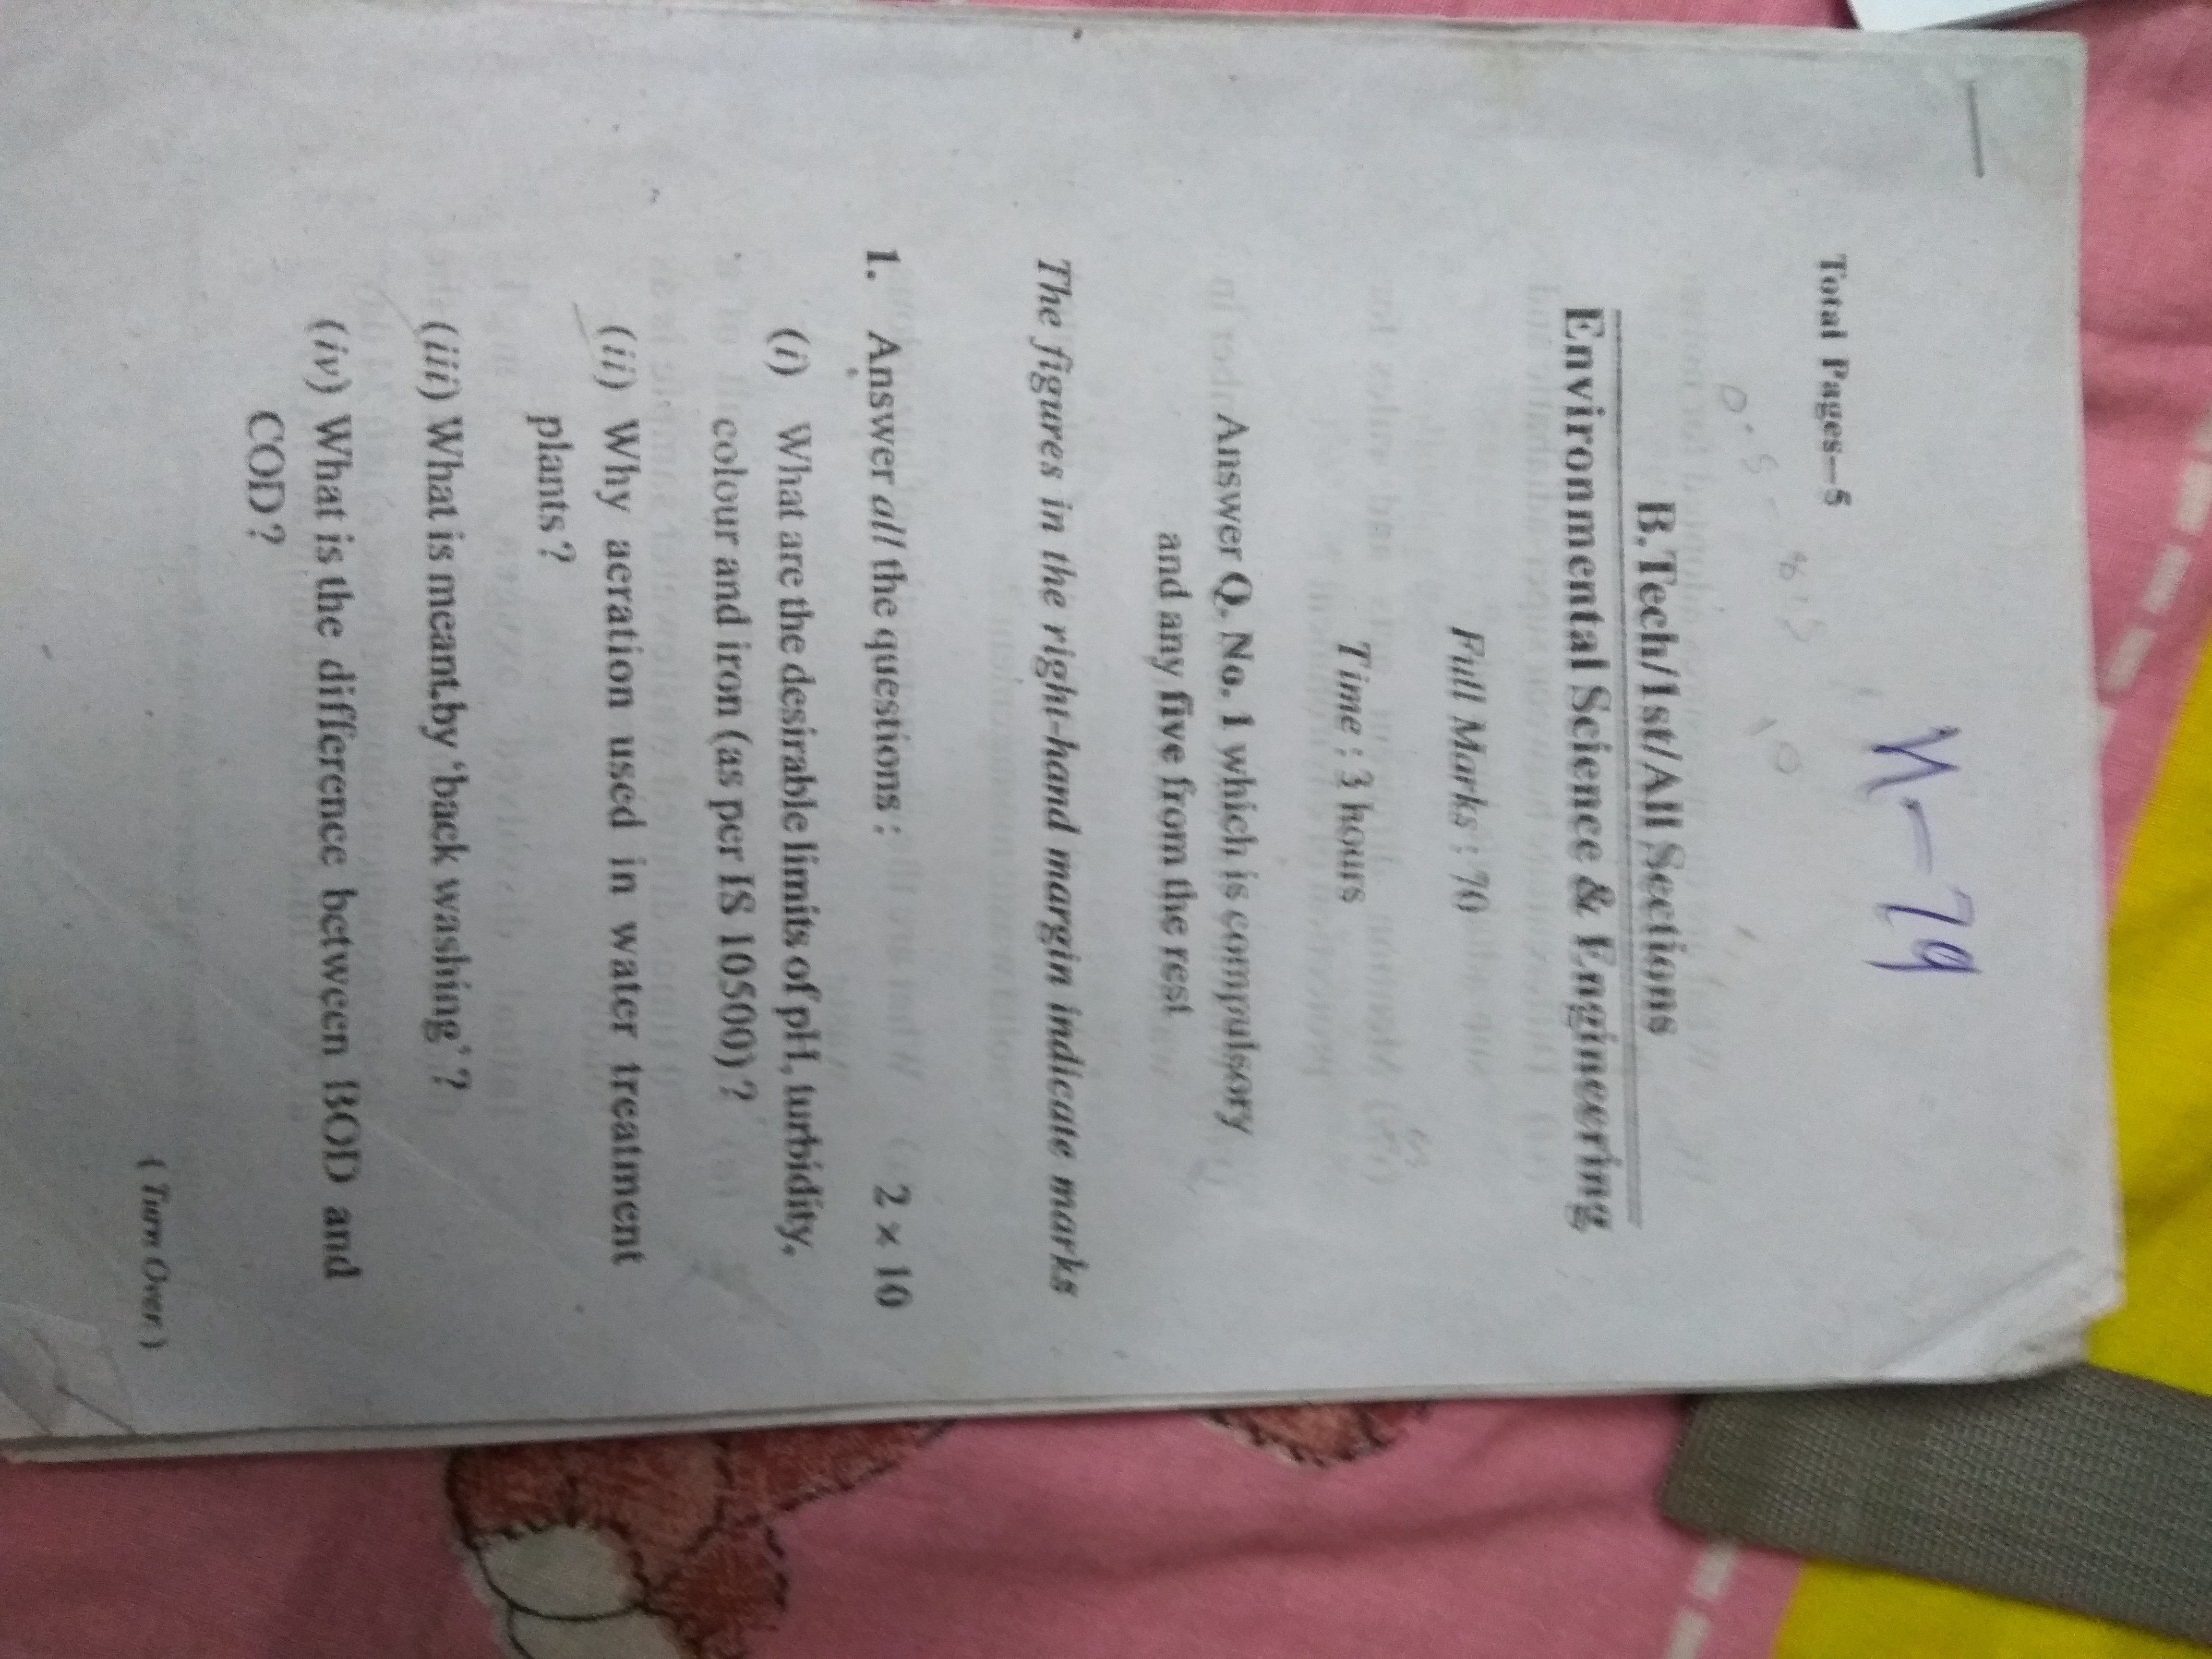 N-79
Total Pages—5
B.Tech/1st/All Sections
Environmental Science & Engineering
Full Marks : 70
Time : 3 hours
Answer Q. No. 1 which is compulsory
and any five from the rest
The figures in the right-hand margin indicate marks
1. Answer all the questions : 2 × 10
(i) What are the desirable limits of pH, turbidity,
colour and iron (as per IS 10500) ?
(ii) Why aeration used in water treatment
plants ?
(iii) What is meant by ‘back washing’ ?
(iv) What is the difference between BOD and
COD ?
( Turn Over )